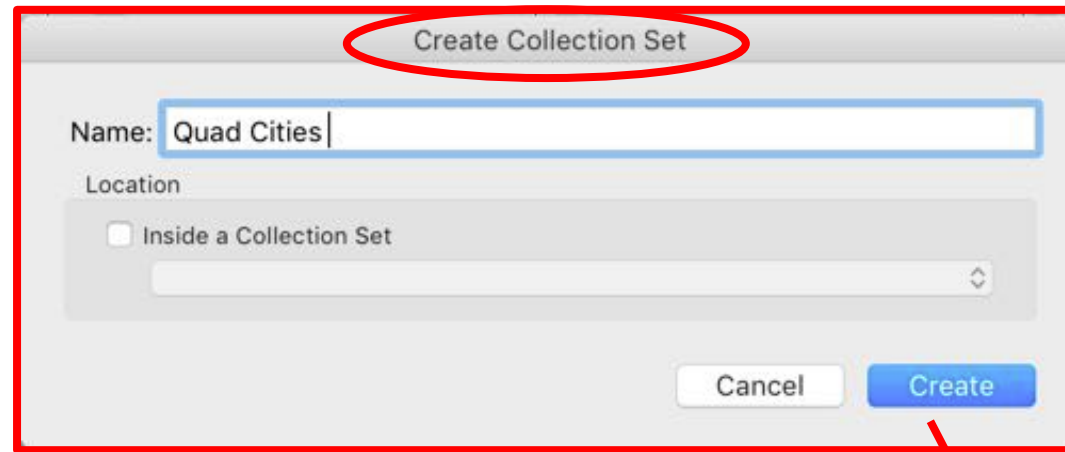 Create Collection Set
Name: Quad Cities
Location
Inside a Collection Set
Cancel Create